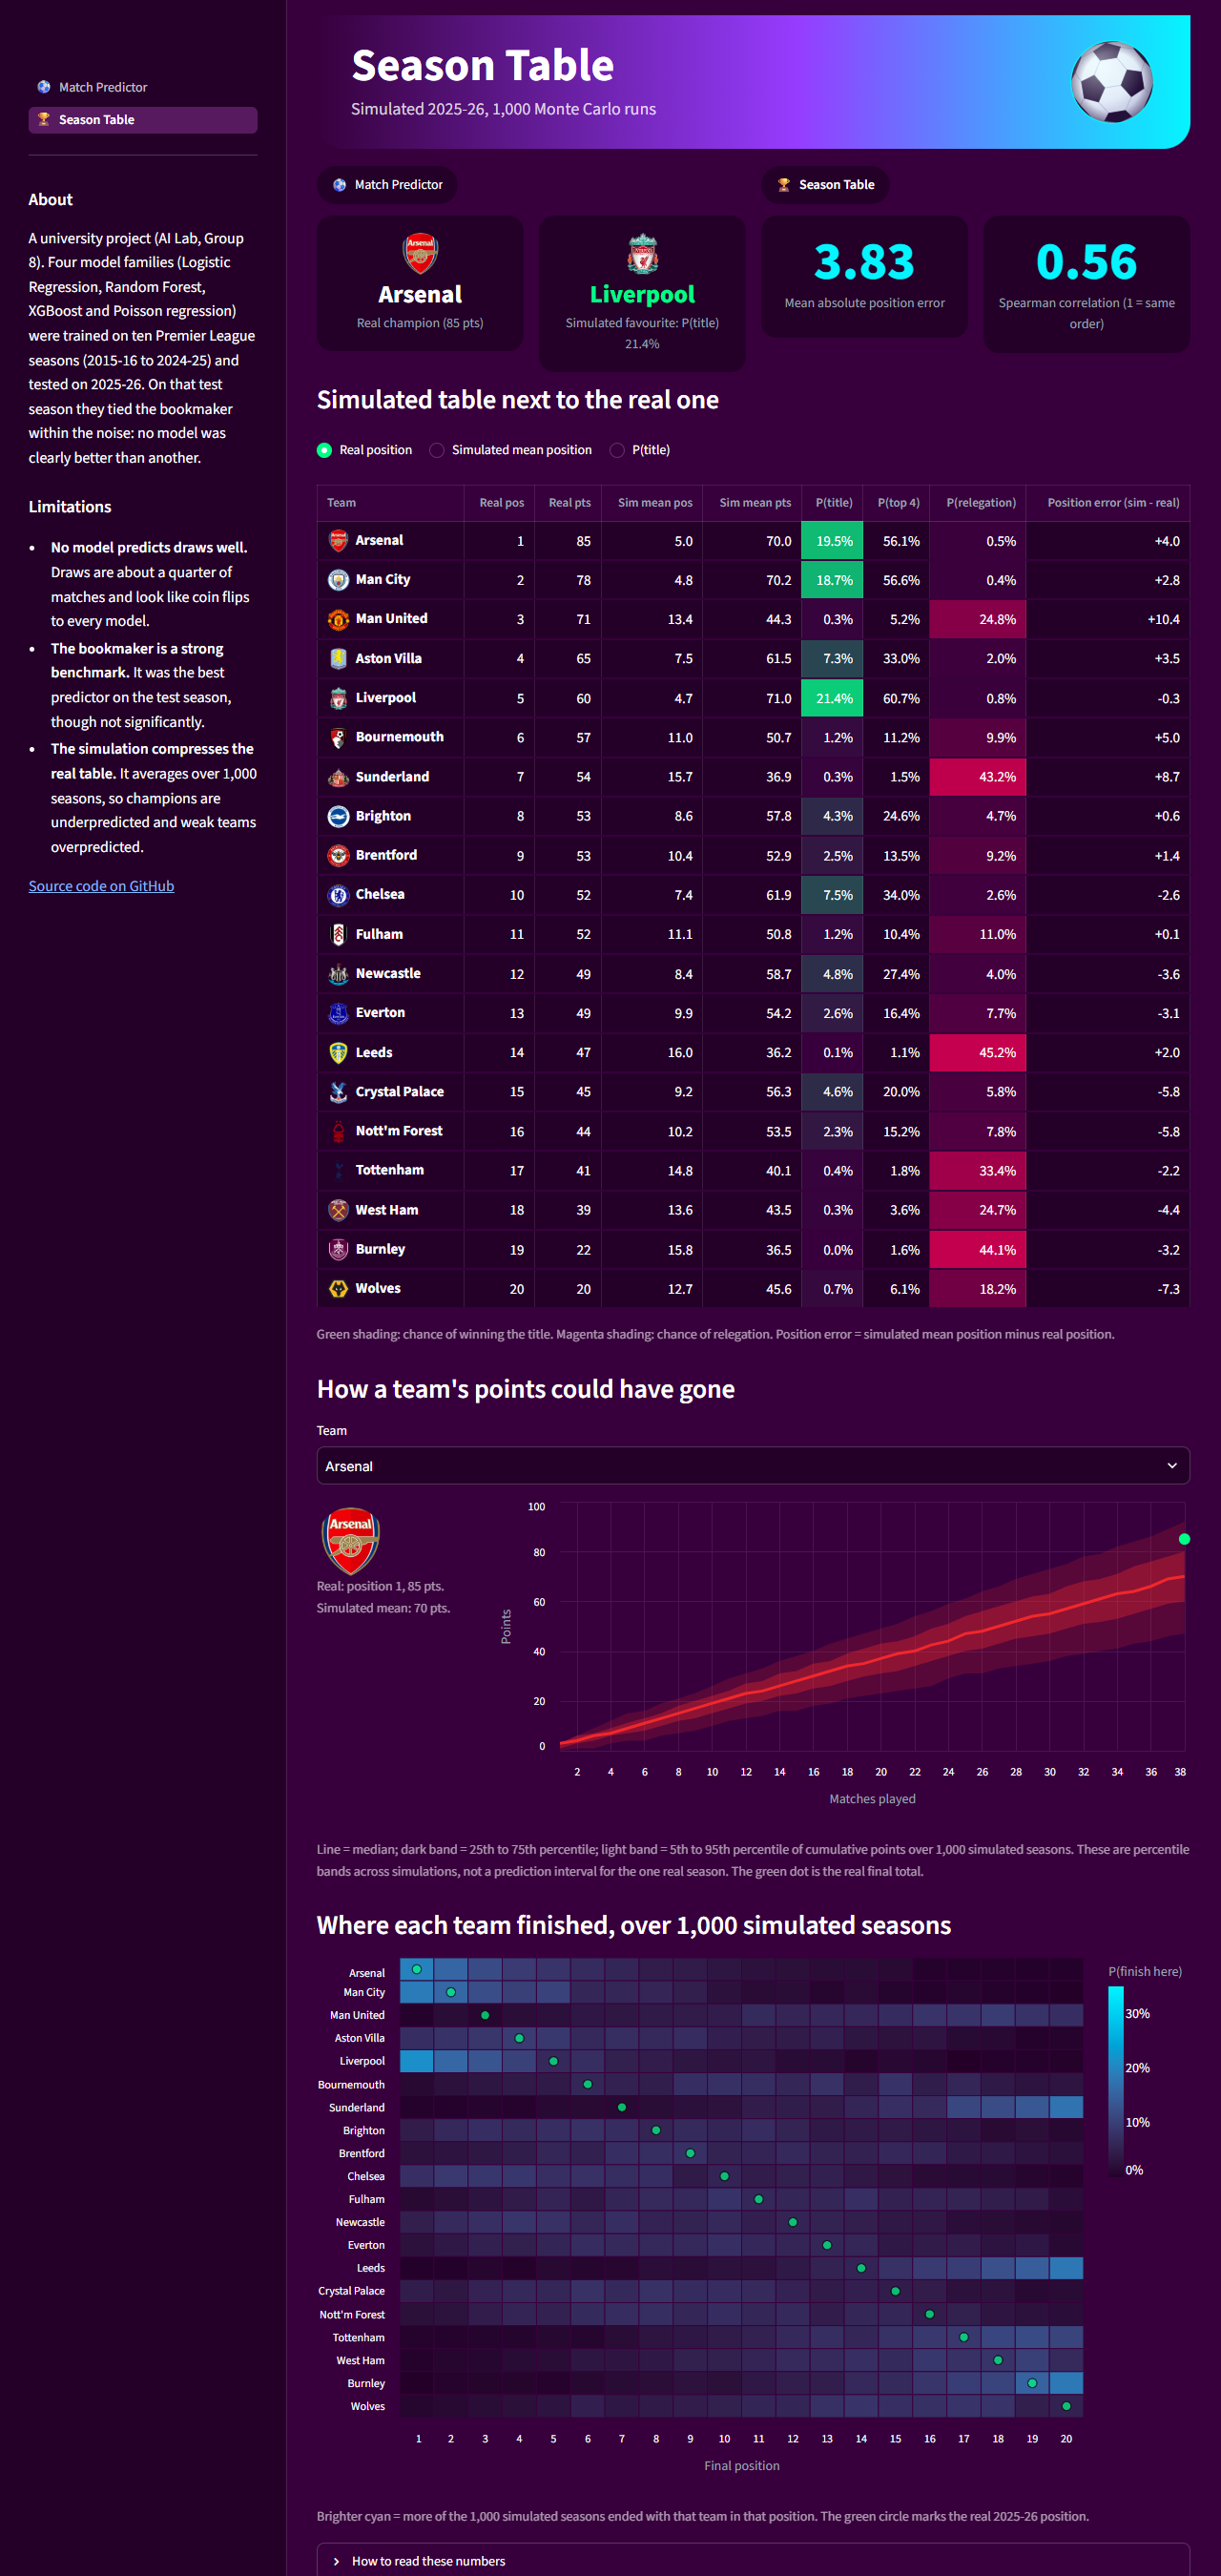 Match Predictor
Season Table
About
A university project (AI Lab, Group
8). Four model families (Logistic
Regression, Random Forest,
XGBoost and Poisson regression)
were trained on ten Premier League
seasons (2015-16 to 2024-25) and
tested on 2025-26. On that test
season they tied the bookmaker
within the noise: no model was
clearly better than another.
Limitations
• No model predicts draws well.
Draws are about a quarter of
matches and look like coin flips
to every model.
• The bookmaker is a strong
benchmark. It was the best
predictor on the test season,
though not significantly.
• The simulation compresses the
real table. It averages over 1,000
seasons, so champions are
underpredicted and weak teams
overpredicted.
Source code on GitHub
Season Table
Simulated 2025-26, 1,000 Monte Carlo runs
Match Predictor
Season Table
Arsenal
Arsenal
Real champion (85 pts)
Liverpool
Simulated favourite: P(title)
21.4%
3.83
Mean absolute position error
0.56
Spearman correlation (1 = same
order)
Simulated table next to the real one
Real position Simulated mean position P(title)
Team Real pos Real pts Sim mean pos Sim mean pts P(title) P(top 4) P(relegation) Position error (sim - real)
Arsenal 1 85 5.0 70.0 19.5% 56.1% 0.5% +4.0
Man City 2 78 4.8 70.2 18.7% 56.6% 0.4% +2.8
Man United 3 71 13.4 44.3 0.3% 5.2% 24.8% +10.4
Aston Villa 4 65 7.5 61.5 7.3% 33.0% 2.0% +3.5
Liverpool 5 60 4.7 71.0 21.4% 60.7% 0.8% -0.3
Bournemouth 6 57 11.0 50.7 1.2% 11.2% 9.9% +5.0
Sunderland 7 54 15.7 36.9 0.3% 1.5% 43.2% +8.7
Brighton 8 53 8.6 57.8 4.3% 24.6% 4.7% +0.6
Brentford 9 53 10.4 52.9 2.5% 13.5% 9.2% +1.4
Chelsea 10 52 7.4 61.9 7.5% 34.0% 2.6% -2.6
Fulham 11 52 11.1 50.8 1.2% 10.4% 11.0% +0.1
Newcastle 12 49 8.4 58.7 4.8% 27.4% 4.0% -3.6
Everton 13 49 9.9 54.2 2.6% 16.4% 7.7% -3.1
Leeds 14 47 16.0 36.2 0.1% 1.1% 45.2% +2.0
Crystal Palace 15 45 9.2 56.3 4.6% 20.0% 5.8% -5.8
Nott'm Forest 16 44 10.2 53.5 2.3% 15.2% 7.8% -5.8
Tottenham 17 41 14.8 40.1 0.4% 1.8% 33.4% -2.2
West Ham 18 39 13.6 43.5 0.3% 3.6% 24.7% -4.4
Burnley 19 22 15.8 36.5 0.0% 1.6% 44.1% -3.2
Wolves 20 20 12.7 45.6 0.7% 6.1% 18.2% -7.3
Green shading: chance of winning the title. Magenta shading: chance of relegation. Position error = simulated mean position minus real position.
How a team's points could have gone
Team
Arsenal
Arsenal
Real: position 1, 85 pts.
Simulated mean: 70 pts.
Points
100
80
60
40
20
0
2 4 6 8 10 12 14 16 18 20 22 24 26 28 30 32 34 36 38
Matches played
Line = median; dark band = 25th to 75th percentile; light band = 5th to 95th percentile of cumulative points over 1,000 simulated seasons. These are percentile
bands across simulations, not a prediction interval for the one real season. The green dot is the real final total.
Where each team finished, over 1,000 simulated seasons
Arsenal
Man City
Man United
Aston Villa
Liverpool
Bournemouth
Sunderland
Brighton
Brentford
Chelsea
Fulham
Newcastle
Everton
Leeds
Crystal Palace
Nott'm Forest
Tottenham
West Ham
Burnley
Wolves
1 2 3 4 5 6 7 8 9 10 11 12 13 14 15 16 17 18 19 20
Final position
P(finish here)
30%
20%
10%
0%
Brighter cyan = more of the 1,000 simulated seasons ended with that team in that position. The green circle marks the real 2025-26 position.
How to read these numbers